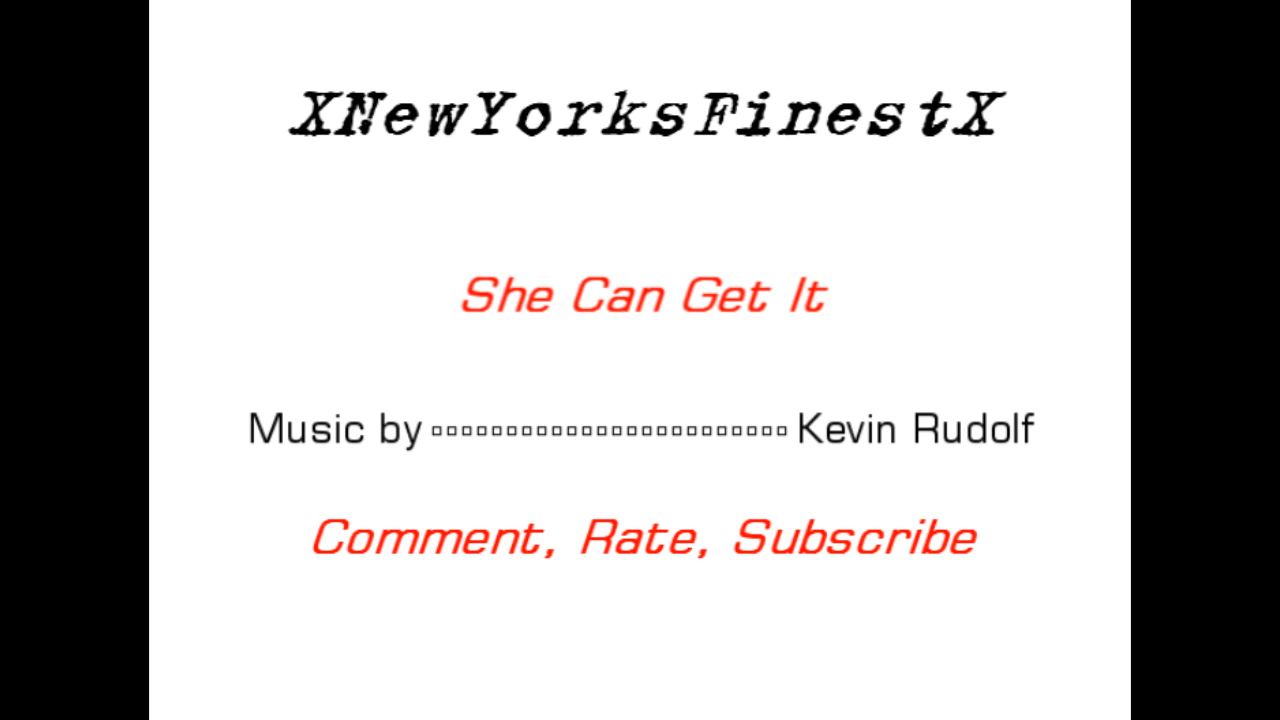 XNewYorksFinestX
She Can Get It
Music by▫▫▫▫▫▫▫▫▫▫▫▫▫▫▫▫▫▫▫▫▫▫▫▫Kevin Rudolf
Comment, Rate, Subscribe